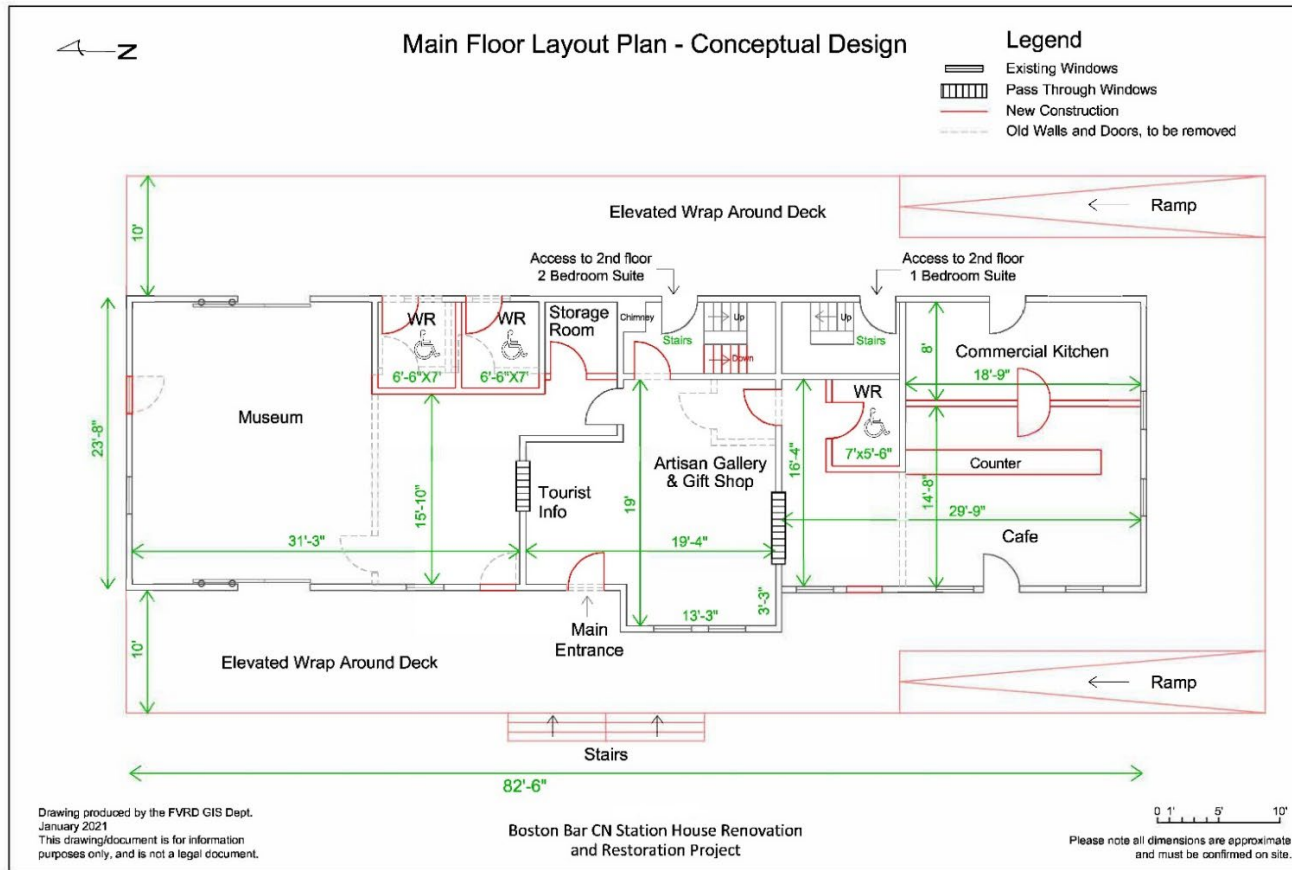 N
Main Floor Layout Plan - Conceptual Design
Legend
Existing Windows
Pass Through Windows
New Construction
Old Walls and Doors, to be removed
Elevated Wrap Around Deck
Ramp
10'
Access to 2nd floor
2 Bedroom Suite
Access to 2nd floor
1 Bedroom Suite
WR
6'-6"X7'
WR
6'-6"X7'
Storage
Room
Chimney
Stairs
Up
Down
Up
Stairs
8'
Commercial Kitchen
18'-9"
23'-8"
Museum
15'-10"
31'-3"
Tourist
Info
19'
Artisan Gallery
& Gift Shop
19'-4"
16'-4"
WR
7'x5'-6"
14'-8"
Counter
29'-9"
Cafe
13'-3"
3'-3"
Main
Entrance
10'
Elevated Wrap Around Deck
Ramp
Stairs
82'-6"
Drawing produced by the FVRD GIS Dept.
January 2021
This drawing/document is for information
purposes only, and is not a legal document.
Boston Bar CN Station House Renovation
and Restoration Project
0 1' 5' 10'
Please note all dimensions are approximate
and must be confirmed on site.